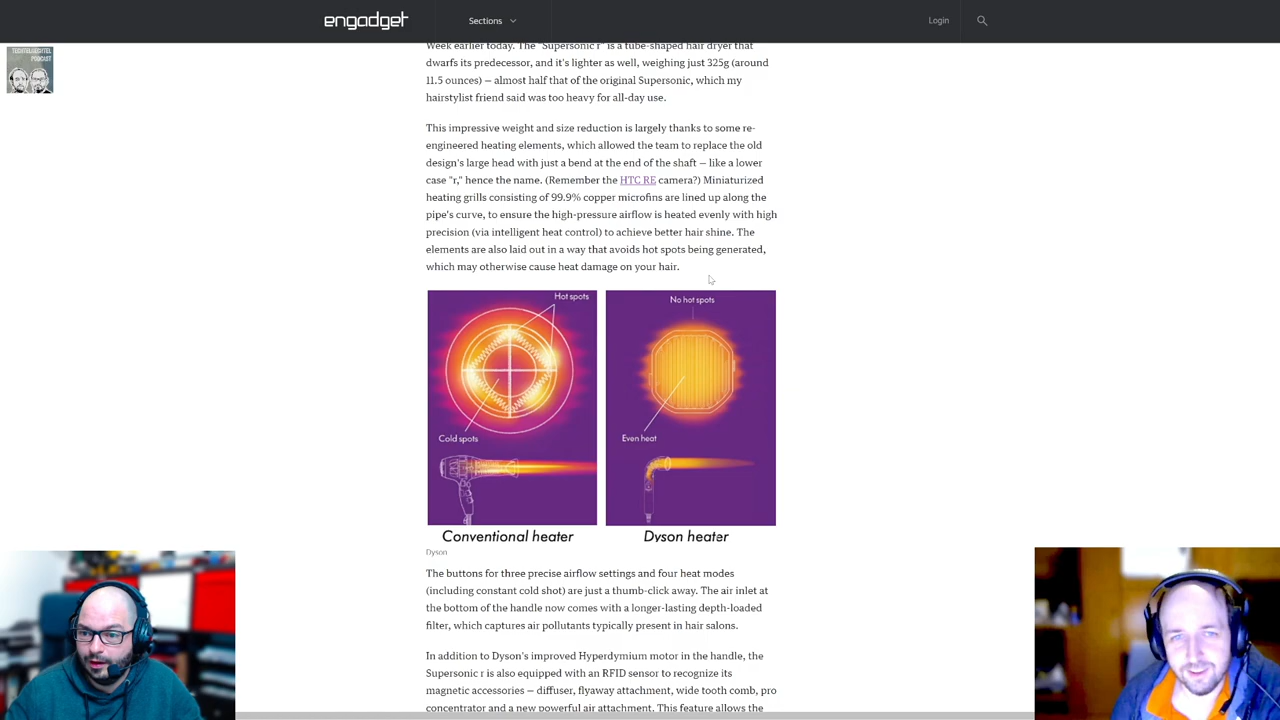 engadget
Sections
Login
TECHTELMECHTEL
PODCAST
Week earlier today. The "Supersonic r" is a tube-shaped hair dryer that
dwarfs its predecessor, and it's lighter as well, weighing just 325g (around
11.5 ounces) — almost half that of the original Supersonic, which my
hairstylist friend said was too heavy for all-day use.
This impressive weight and size reduction is largely thanks to some re-
engineered heating elements, which allowed the team to replace the old
design's large head with just a bend at the end of the shaft — like a lower
case "r," hence the name. (Remember the HTC RE camera?) Miniaturized
heating grills consisting of 99.9% copper microfins are lined up along the
pipe's curve, to ensure the high-pressure airflow is heated evenly with high
precision (via intelligent heat control) to achieve better hair shine. The
elements are also laid out in a way that avoids hot spots being generated,
which may otherwise cause heat damage on your hair.
Hot spots
Cold spots
No hot spots
Even heat
Conventional heater
Dyson heater
Dyson
The buttons for three precise airflow settings and four heat modes
(including constant cold shot) are just a thumb-click away. The air inlet at
the bottom of the handle now comes with a longer-lasting depth-loaded
filter, which captures air pollutants typically present in hair salons.
In addition to Dyson's improved Hyperdymium motor in the handle, the
Supersonic r is also equipped with an RFID sensor to recognize its
magnetic accessories — diffuser, flyaway attachment, wide tooth comb, pro
concentrator and a new powerful air attachment. This feature allows the